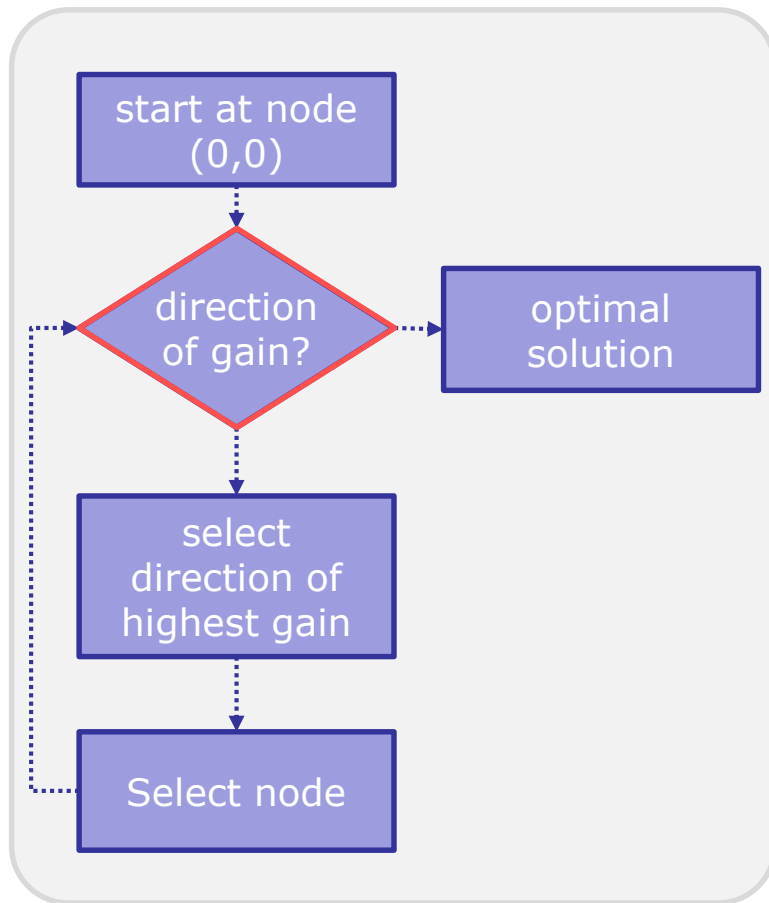 start at node
(0,0)
direction
of gain?
optimal
solution
select
direction of
highest gain
Select node